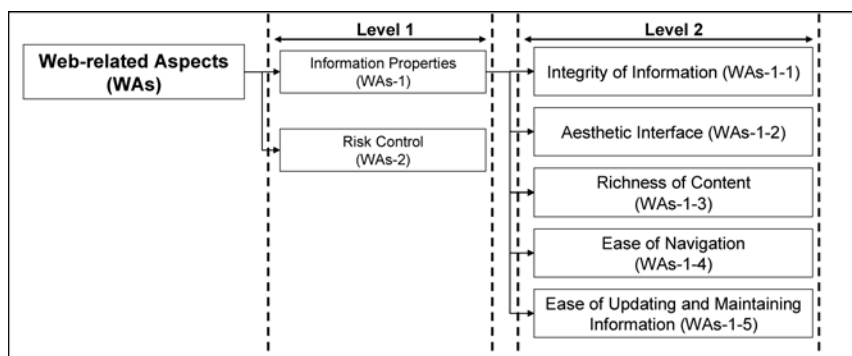 Level 1
Level 2
Web-related Aspects
(WAs)
Information Properties
(WAs-1)
Risk Control
(WAs-2)
Integrity of Information (WAs-1-1)
Aesthetic Interface (WAs-1-2)
Richness of Content
(WAs-1-3)
Ease of Navigation
(WAs-1-4)
Ease of Updating and Maintaining
Information (WAs-1-5)